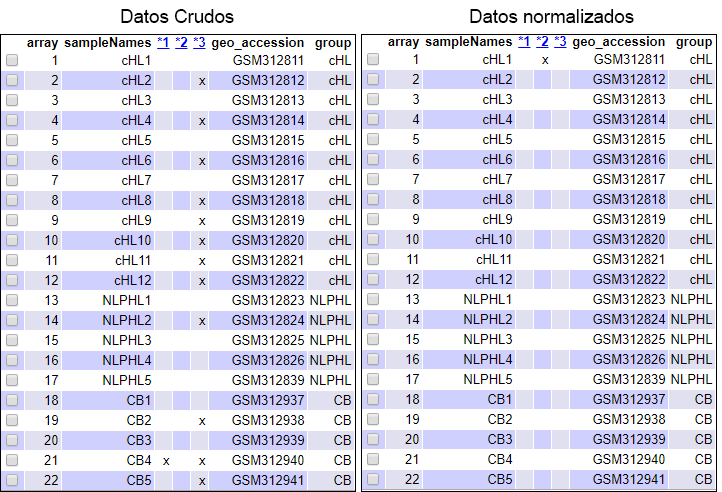 Datos Crudos
array sampleNames *1 *2 *3 geo_accession group
1 cHL1 GSM312811 cHL
2 cHL2 x GSM312812 cHL
3 cHL3 GSM312813 cHL
4 cHL4 x GSM312814 cHL
5 cHL5 GSM312815 cHL
6 cHL6 x GSM312816 cHL
7 cHL7 GSM312817 cHL
8 cHL8 x GSM312818 cHL
9 cHL9 x GSM312819 cHL
10 cHL10 x GSM312820 cHL
11 cHL11 x GSM312821 cHL
12 cHL12 x GSM312822 cHL
13 NLPHL1 GSM312823 NLPHL
14 NLPHL2 x GSM312824 NLPHL
15 NLPHL3 GSM312825 NLPHL
16 NLPHL4 GSM312826 NLPHL
17 NLPHL5 GSM312839 NLPHL
18 CB1 GSM312937 CB
19 CB2 x GSM312938 CB
20 CB3 GSM312939 CB
21 CB4 x x GSM312940 CB
22 CB5 x GSM312941 CB
Datos normalizados
array sampleNames *1 *2 *3 geo_accession group
1 cHL1 x GSM312811 cHL
2 cHL2 GSM312812 cHL
3 cHL3 GSM312813 cHL
4 cHL4 GSM312814 cHL
5 cHL5 GSM312815 cHL
6 cHL6 GSM312816 cHL
7 cHL7 GSM312817 cHL
8 cHL8 GSM312818 cHL
9 cHL9 GSM312819 cHL
10 cHL10 GSM312820 cHL
11 cHL11 GSM312821 cHL
12 cHL12 GSM312822 cHL
13 NLPHL1 GSM312823 NLPHL
14 NLPHL2 GSM312824 NLPHL
15 NLPHL3 GSM312825 NLPHL
16 NLPHL4 GSM312826 NLPHL
17 NLPHL5 GSM312839 NLPHL
18 CB1 GSM312937 CB
19 CB2 GSM312938 CB
20 CB3 GSM312939 CB
21 CB4 GSM312940 CB
22 CB5 GSM312941 CB